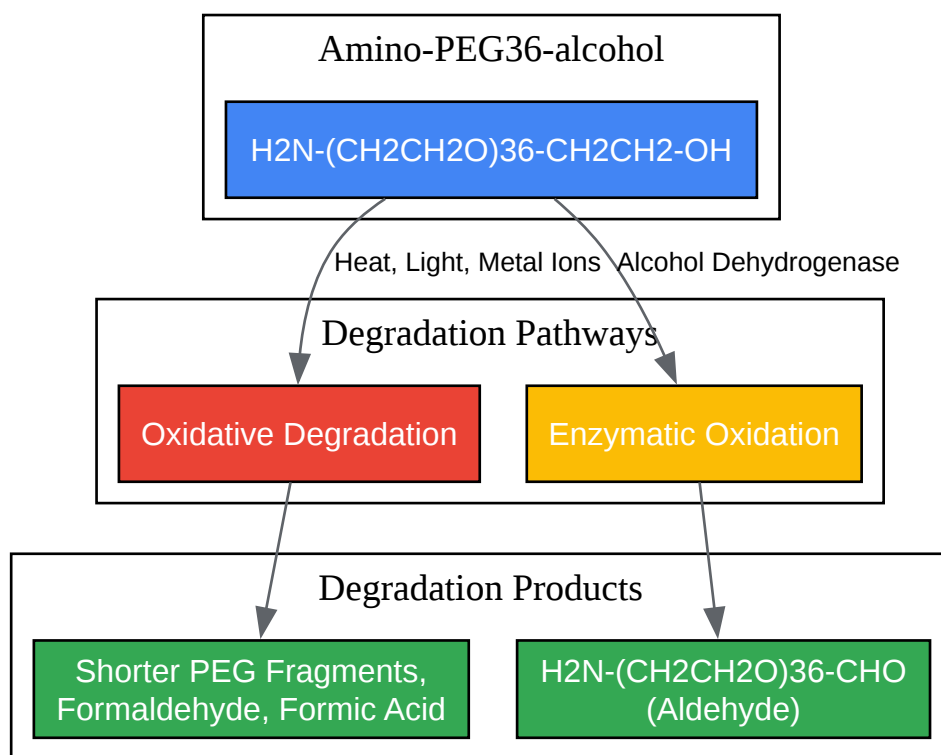 Amino-PEG36-alcohol
H2N-(CH2CH2O)36-CH2CH2-OH
Heat, Light, Metal Ions
Alcohol Dehydrogenase
Degradation Pathways
Oxidative Degradation
Enzymatic Oxidation
Degradation Products
Shorter PEG Fragments,
Formaldehyde, Formic Acid
H2N-(CH2CH2O)36-CHO
(Aldehyde)